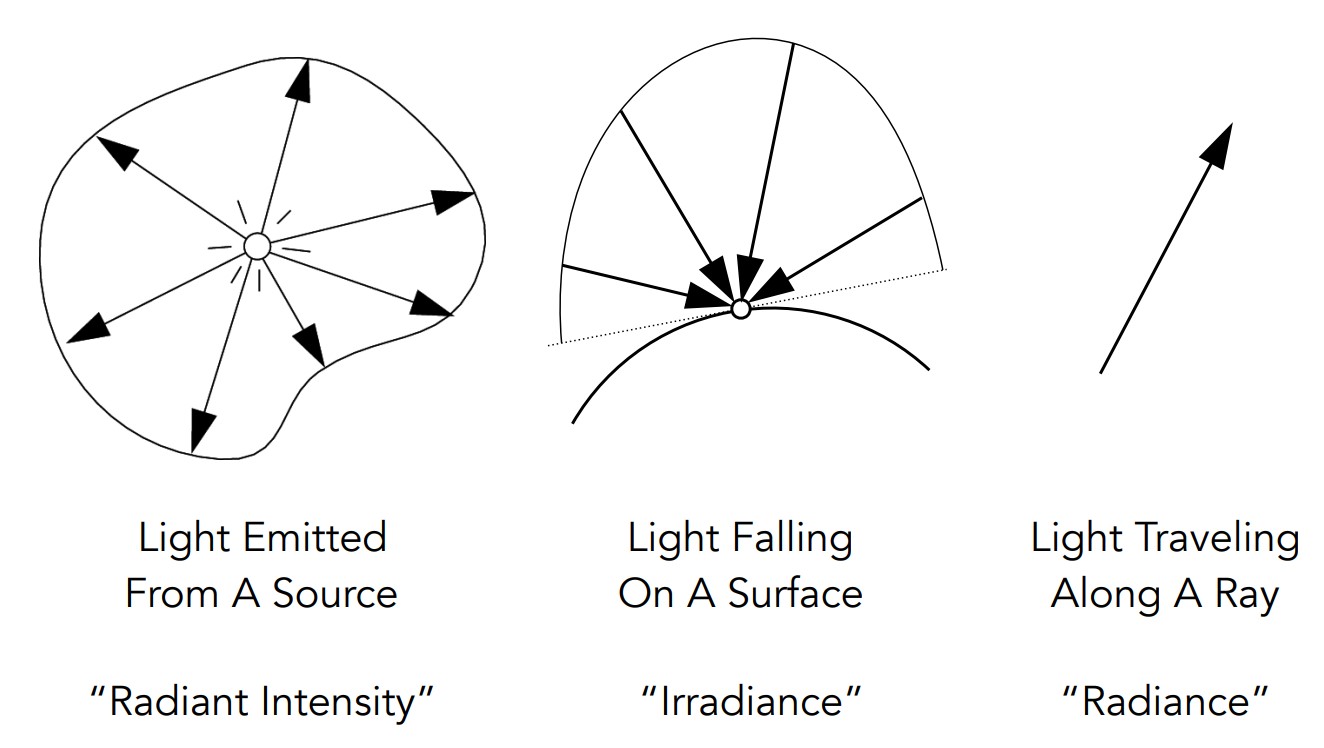 Light Emitted
From A Source
“Radiant Intensity”
Light Falling
On A Surface
“Irradiance”
Light Traveling
Along A Ray
“Radiance”